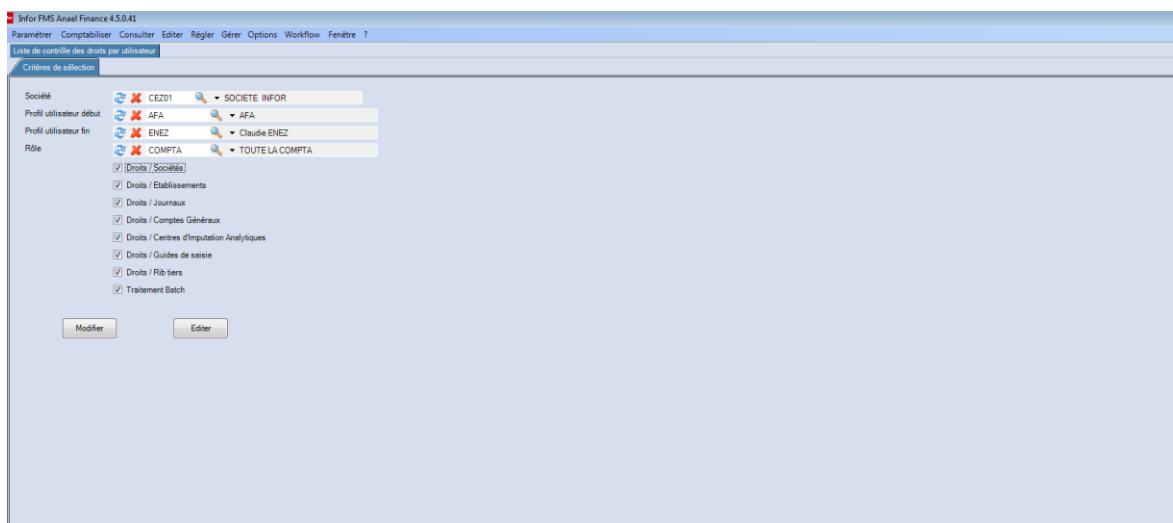 Infor FMS Anael Finance 4.5.0.41
Paramétrer Comptabiliser Consulter Editer Régler Gérer Options Workflow Fenêtre ?
Liste de contrôle des droits par utilisateur
Critères de sélection
Société CEZ01 SOCIETE INFOR
Profil utilisateur début AFA AFA
Profil utilisateur fin ENEZ Claudie ENEZ
Rôle COMPTA TOUTE LA COMPTA
Droits / Sociétés
Droits / Etablissements
Droits / Journaux
Droits / Comptes Généraux
Droits / Centres d'Imputation Analytiques
Droits / Guides de saisie
Droits / Rib tiers
Traitement Batch
Modifier Editer